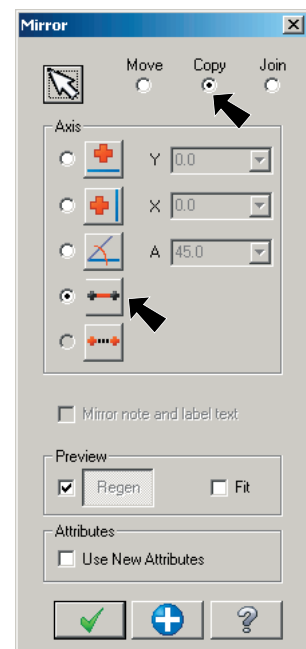 Mirror
Move Copy Join
Axis
Y 0.0
X 0.0
A 45.0
Mirror note and label text
Preview
Regen Fit
Attributes
Use New Attributes
?